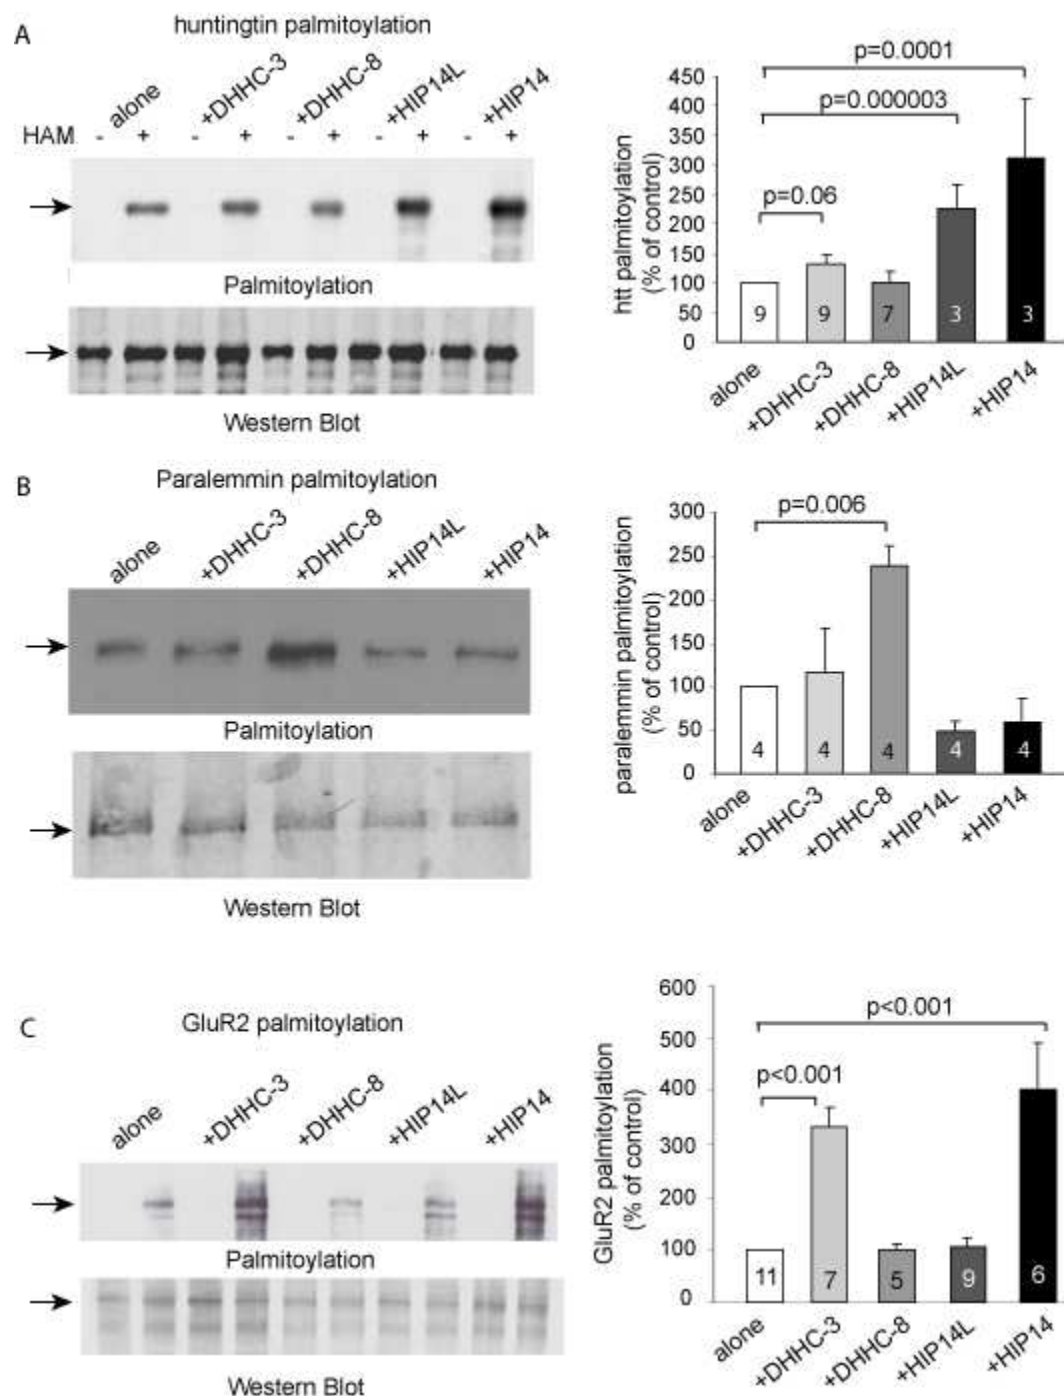 A
huntingtin palmitoylation
alone +DHHC-3 +DHHC-8 +HIP14L +HIP14
HAM - + - + - + - + - +
Palmitoylation
Western Blot
p=0.0001
p=0.000003
p=0.06
htt palmitoylation
(% of control)
450
400
350
300
250
200
150
100
50
0
9 9 7 3 3
alone +DHHC-3 +DHHC-8 +HIP14L +HIP14
B
Paralemmin palmitoylation
alone +DHHC-3 +DHHC-8 +HIP14L +HIP14
Palmitoylation
Western Blot
p=0.006
paralemmin palmitoylation
(% of control)
300
250
200
150
100
50
0
4 4 4 4 4
alone +DHHC-3 +DHHC-8 +HIP14L +HIP14
C
GluR2 palmitoylation
alone +DHHC-3 +DHHC-8 +HIP14L +HIP14
Palmitoylation
Western Blot
p<0.001
p<0.001
GluR2 palmitoylation
(% of control)
600
500
400
300
200
100
0
11 7 5 9 6
alone +DHHC-3 +DHHC-8 +HIP14L +HIP14